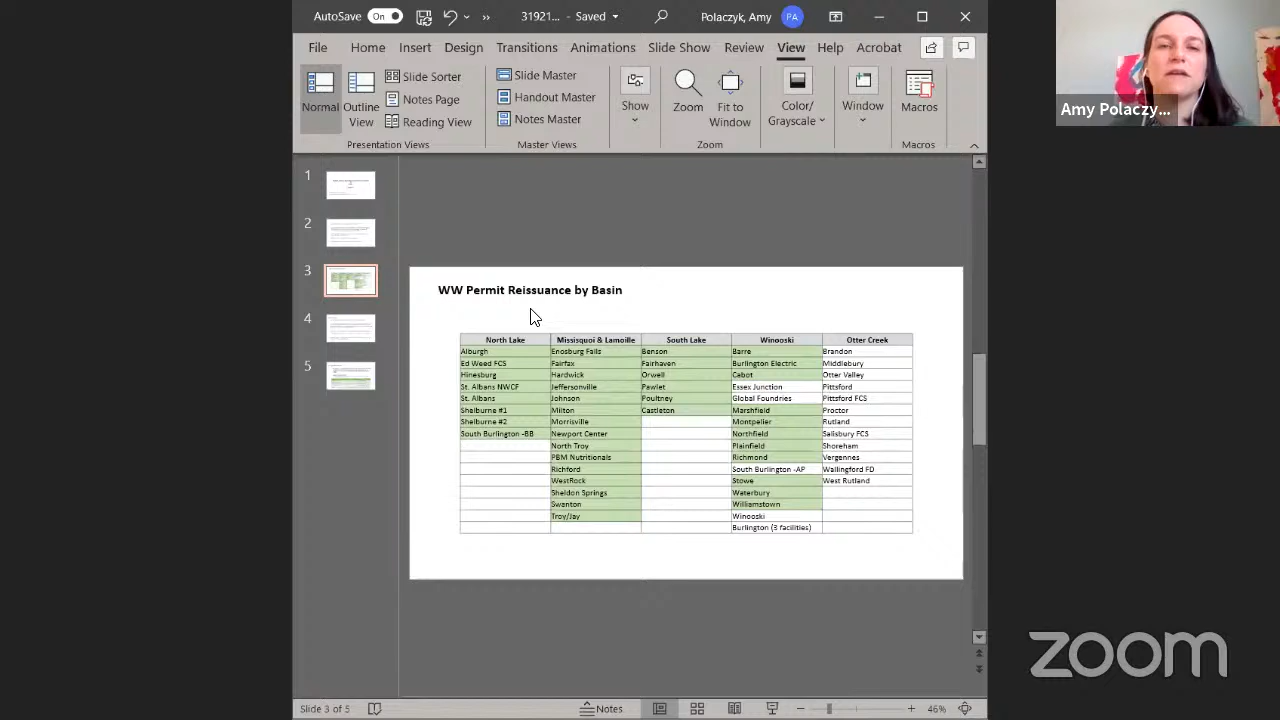 AutoSave On 31921... - Saved Polaczyk, Amy PA
File Home Insert Design Transitions Animations Slide Show Review View Help Acrobat
Normal Outline View Slide Sorter Notes Page Reading View Presentation Views
Slide Master Handout Master Notes Master Master Views
Show
Zoom Fit to Window Zoom
Color/ Grayscale
Window
Macros Macros
Amy Polaczy...
1
2
3
4
5
WW Permit Reissuance by Basin
North Lake Missisquoi & Lamoille South Lake Winooski Otter Creek
Alburgh Enosburg Falls Benson Barre Brandon
Ed Weed FCS Fairfax Fairhaven Burlington Electric Middlebury
Hinesburg Hardwick Orwell Cabot Otter Valley
St. Albans NWCF Jeffersonville Pawlet Essex Junction Pittsford
St. Albans Johnson Poultney Global Foundries Pittsford FCS
Shelburne #1 Milton Castleton Marshfield Proctor
Shelburne #2 Morrisville Montpelier Rutland
South Burlington -BB Newport Center Northfield Salisbury FCS
North Troy Plainfield Shoreham
PBM Nutritionals Richmond Vergennes
Richford South Burlington -AP Wallingford FD
WestRock Stowe West Rutland
Sheldon Springs Waterbury
Swanton Williamstown
Troy/Jay Winooski
Burlington (3 facilities)
zoom
Slide 3 of 5 Notes 46%